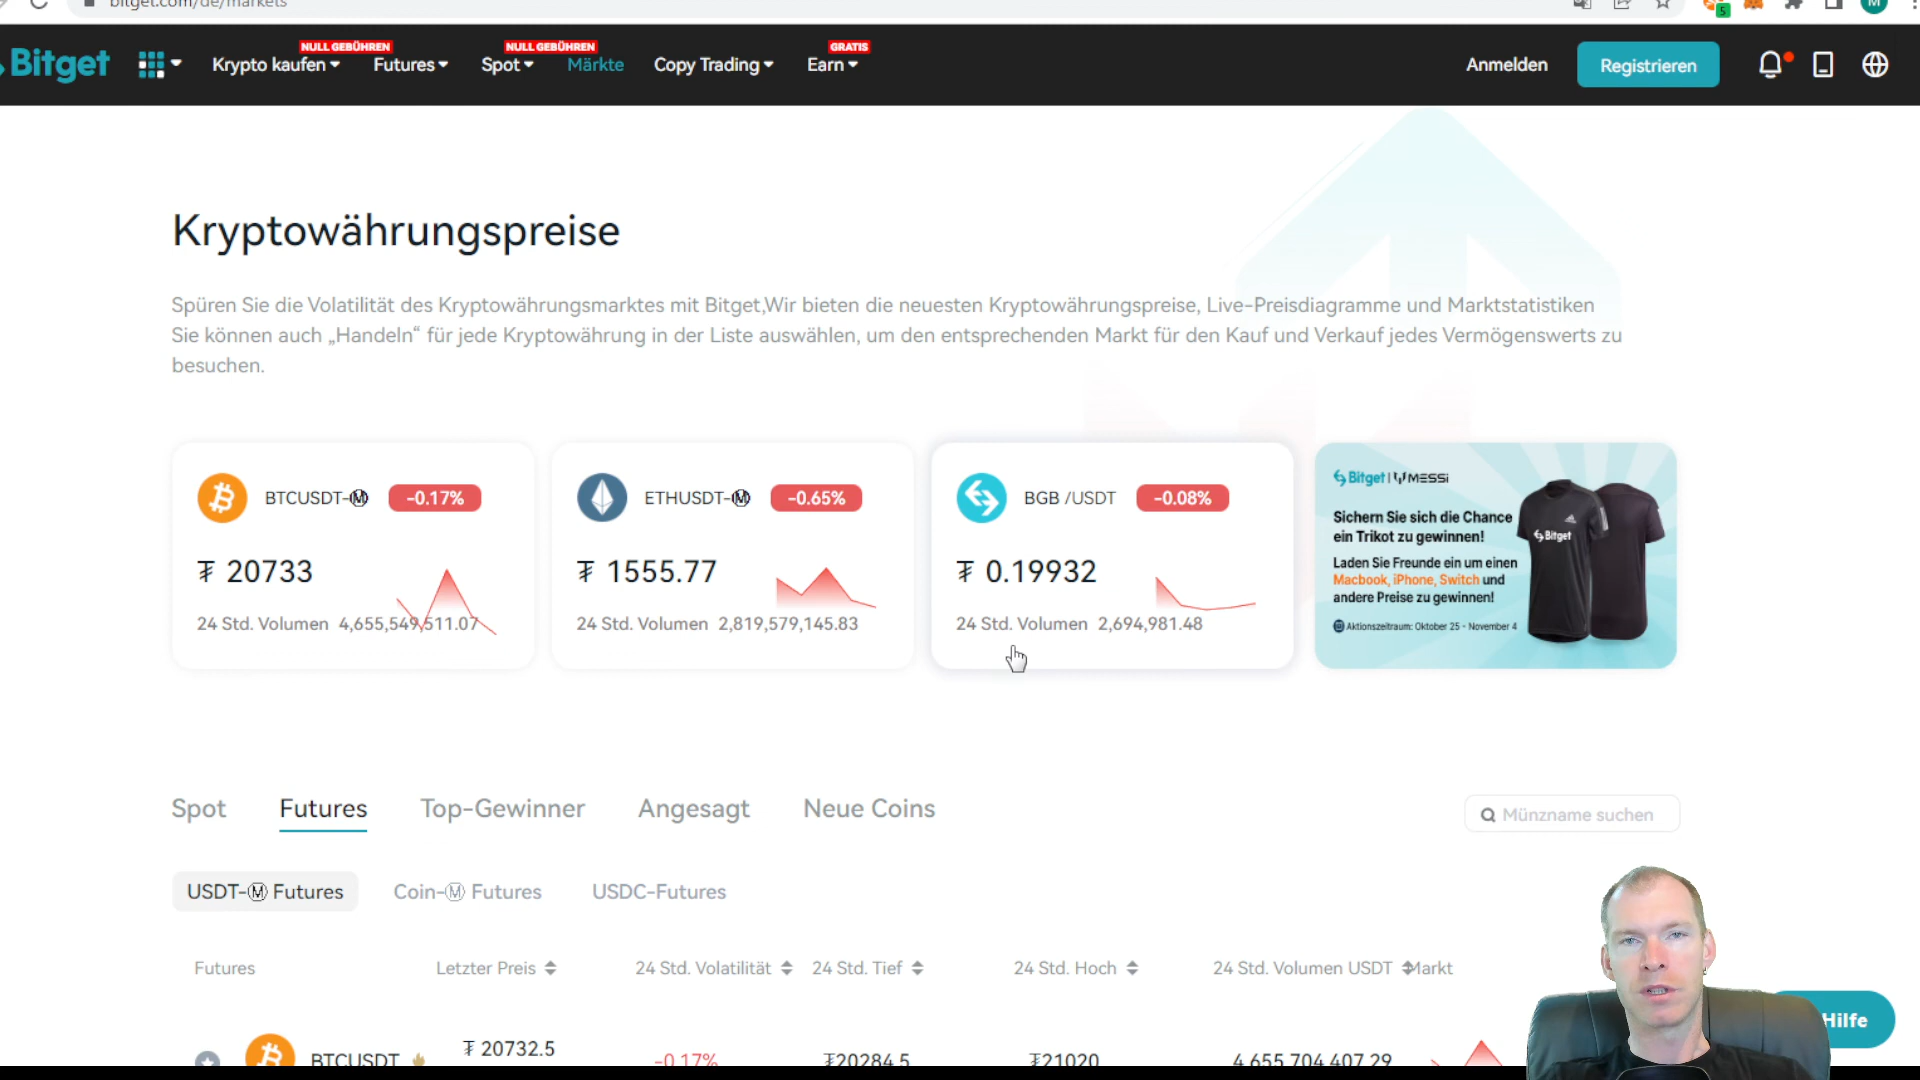 bitget.com/de/markets
5
M
Bitget
Krypto kaufen
NULL GEBÜHREN
Futures
Spot
NULL GEBÜHREN
Märkte
Copy Trading
Earn
GRATIS
Anmelden
Registrieren
Kryptowährungspreise
Spüren Sie die Volatilität des Kryptowährungsmarktes mit Bitget,Wir bieten die neuesten Kryptowährungspreise, Live-Preisdiagramme und Marktstatistiken
Sie können auch „Handeln“ für jede Kryptowährung in der Liste auswählen, um den entsprechenden Markt für den Kauf und Verkauf jedes Vermögenswerts zu
besuchen.
BTCUSDT-Ⓜ -0.17%
₮ 20733
24 Std. Volumen 4,655,549,511.07
ETHUSDT-Ⓜ -0.65%
₮ 1555.77
24 Std. Volumen 2,819,579,145.83
BGB /USDT -0.08%
₮ 0.19932
24 Std. Volumen 2,694,981.48
Bitget | MESSI
Sichern Sie sich die Chance
ein Trikot zu gewinnen!
Laden Sie Freunde ein um einen
Macbook, iPhone, Switch und
andere Preise zu gewinnen!
Aktionszeitraum: Oktober 25 - November 4
Bitget
Spot Futures Top-Gewinner Angesagt Neue Coins
Münzname suchen
USDT-Ⓜ Futures Coin-Ⓜ Futures USDC-Futures
Futures Letzter Preis 24 Std. Volatilität 24 Std. Tief 24 Std. Hoch 24 Std. Volumen USDT Markt
BTCUSDT ₮ 20732.5 -0.17% ₮20284.5 ₮21020 4,655,704,407.29
Hilfe